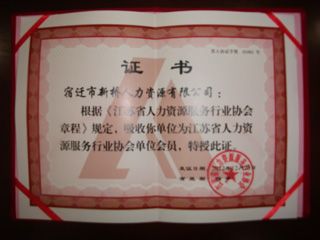 证书
宿迁市新格人力资源有限公司：
根据《江苏省人力资源服务行业协会
章程》规定，吸收你单位为江苏省人力
资源服务行业协会单位会员，特授此证。